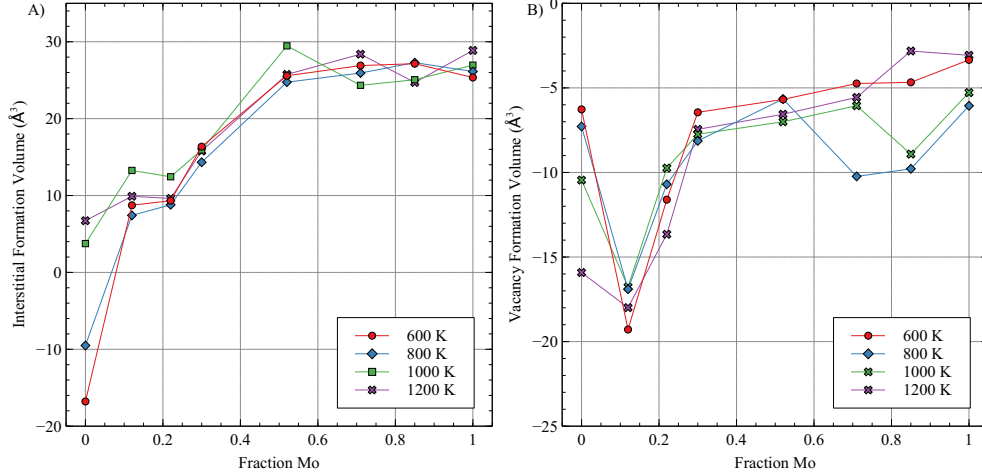 A)
Interstitial Formation Volume (Å³)
30
20
10
0
−10
−20
0
0.2
0.4
0.6
0.8
1
Fraction Mo
600 K
800 K
1000 K
1200 K
B)
Vacancy Formation Volume (Å³)
0
−5
−10
−15
−20
−25
0
0.2
0.4
0.6
0.8
1
Fraction Mo
600 K
800 K
1000 K
1200 K